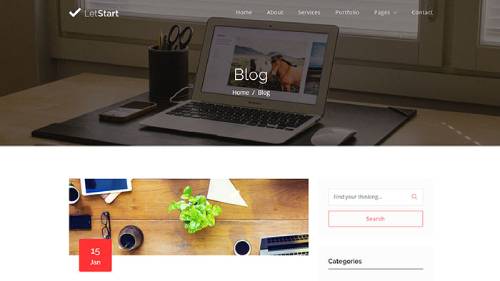 LetStart
Home About Services Portfolio Pages Contact
Blog
Home / Blog
Find your thinking...
Search
15
Jan
Categories